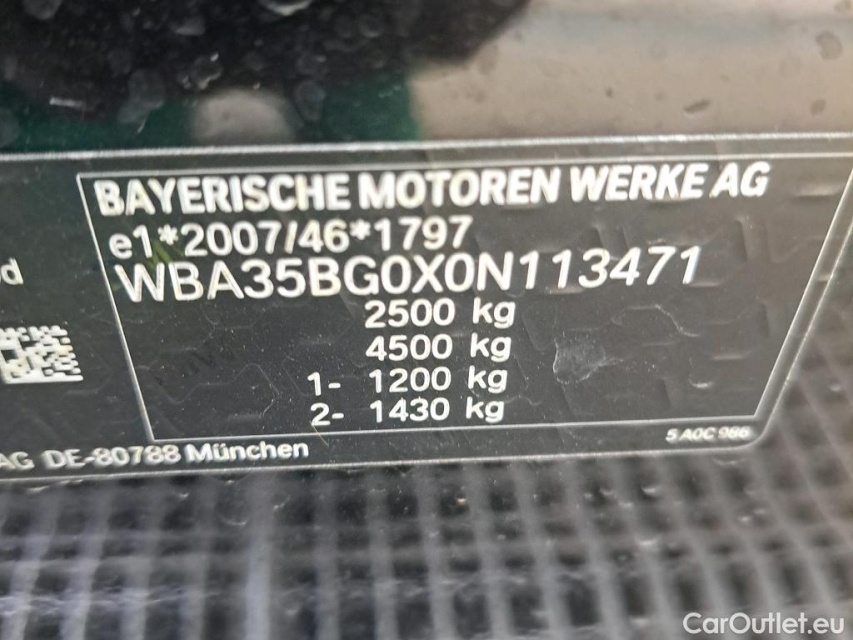 BAYERISCHE MOTOREN WERKE AG
e1*2007/46*1797
WBA35BG0X0N113471
2500 kg
4500 kg
1- 1200 kg
2- 1430 kg
5 A0C 986
AG DE-80788 München
CarOutlet.eu